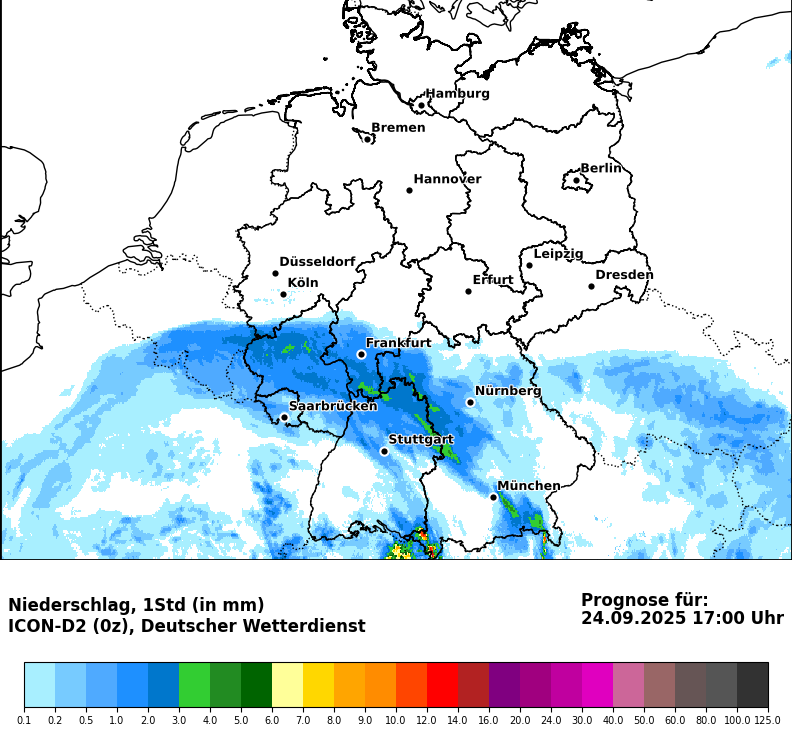 Hamburg
Bremen
Berlin
Hannover
Leipzig
Düsseldorf
Dresden
Köln
Erfurt
Frankfurt
Nürnberg
Saarbrücken
Stuttgart
München
Niederschlag, 1Std (in mm)
ICON-D2 (0z), Deutscher Wetterdienst
Prognose für:
24.09.2025 17:00 Uhr
0.1 0.2 0.5 1.0 2.0 3.0 4.0 5.0 6.0 7.0 8.0 9.0 10.0 12.0 14.0 16.0 20.0 24.0 30.0 40.0 50.0 60.0 80.0 100.0 125.0